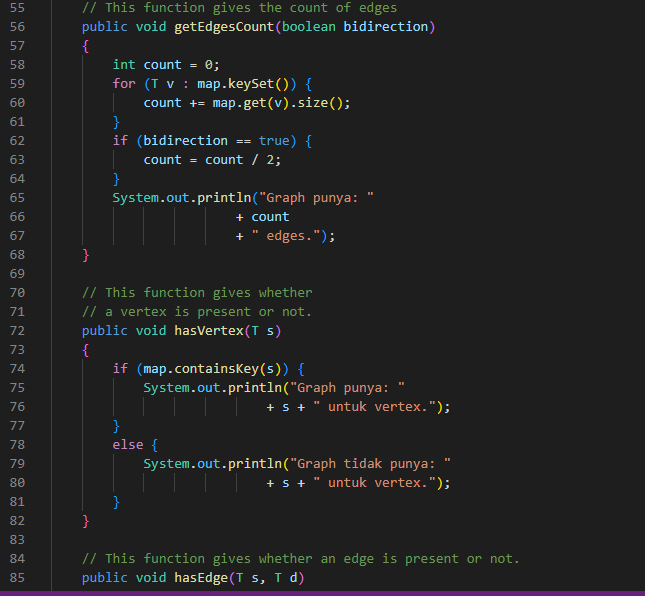 55 // This function gives the count of edges
56 public void getEdgesCount(boolean bidirection)
57 {
58 int count = 0;
59 for (T v : map.keySet()) {
60 count += map.get(v).size();
61 }
62 if (bidirection == true) {
63 count = count / 2;
64 }
65 System.out.println("Graph punya: "
66 + count
67 + " edges.");
68 }
69
70 // This function gives whether
71 // a vertex is present or not.
72 public void hasVertex(T s)
73 {
74 if (map.containsKey(s)) {
75 System.out.println("Graph punya: "
76 + s + " untuk vertex.");
77 }
78 else {
79 System.out.println("Graph tidak punya: "
80 + s + " untuk vertex.");
81 }
82 }
83
84 // This function gives whether an edge is present or not.
85 public void hasEdge(T s, T d)